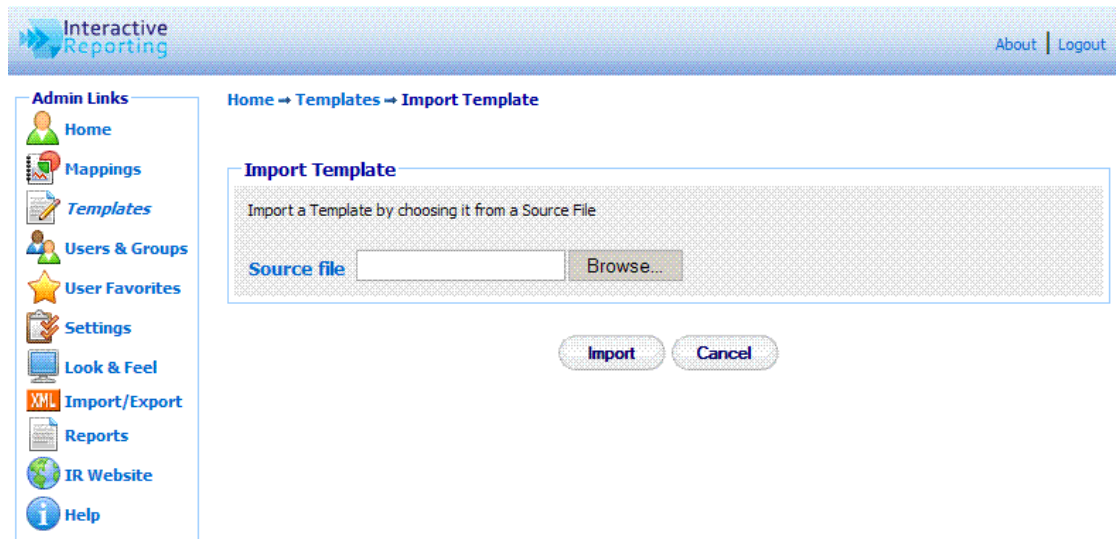 Interactive
Reporting
About | Logout
Admin Links
Home
Mappings
Templates
Users & Groups
User Favorites
Settings
Look & Feel
XML Import/Export
Reports
IR Website
Help
Home → Templates → Import Template
Import Template
Import a Template by choosing it from a Source File
Source file Browse...
Import Cancel